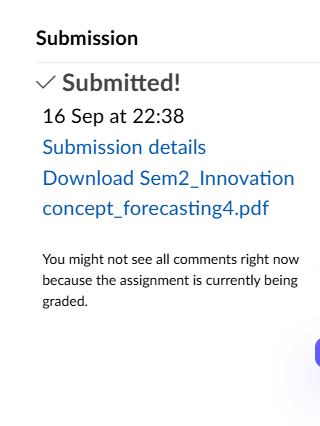 Submission
Submitted!
16 Sep at 22:38
Submission details
Download Sem2_Innovation
concept_forecasting4.pdf
You might not see all comments right now
because the assignment is currently being
graded.